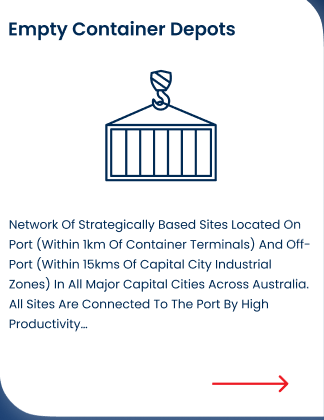 Empty Container Depots
Network Of Strategically Based Sites Located On
Port (Within 1km Of Container Terminals) And Off-
Port (Within 15kms Of Capital City Industrial
Zones) In All Major Capital Cities Across Australia.
All Sites Are Connected To The Port By High
Productivity…